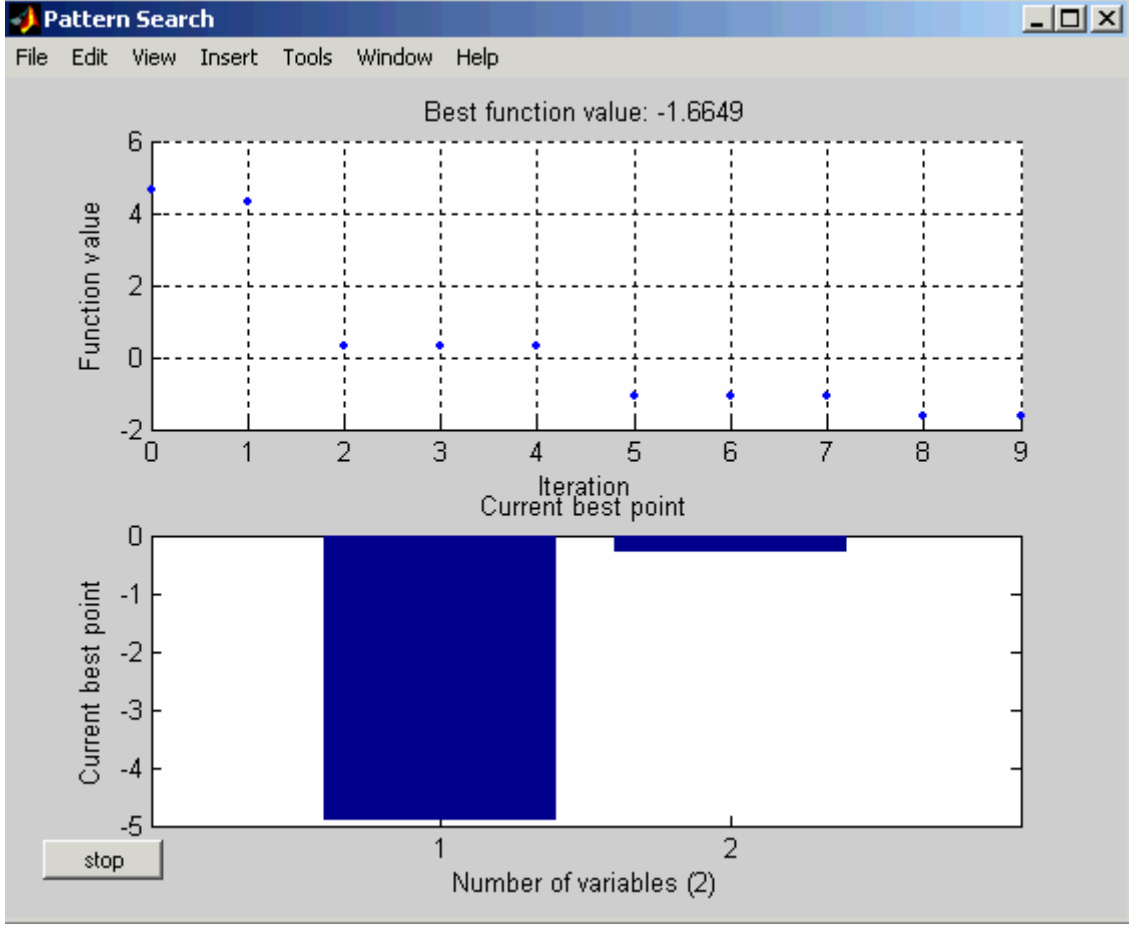 Pattern Search
File Edit View Insert Tools Window Help
Best function value: -1.6649
6
4
2
0
-2
Function value
0 1 2 3 4 5 6 7 8 9
Iteration
Current best point
0
-1
-2
-3
-4
-5
Current best point
1 2
Number of variables (2)
stop